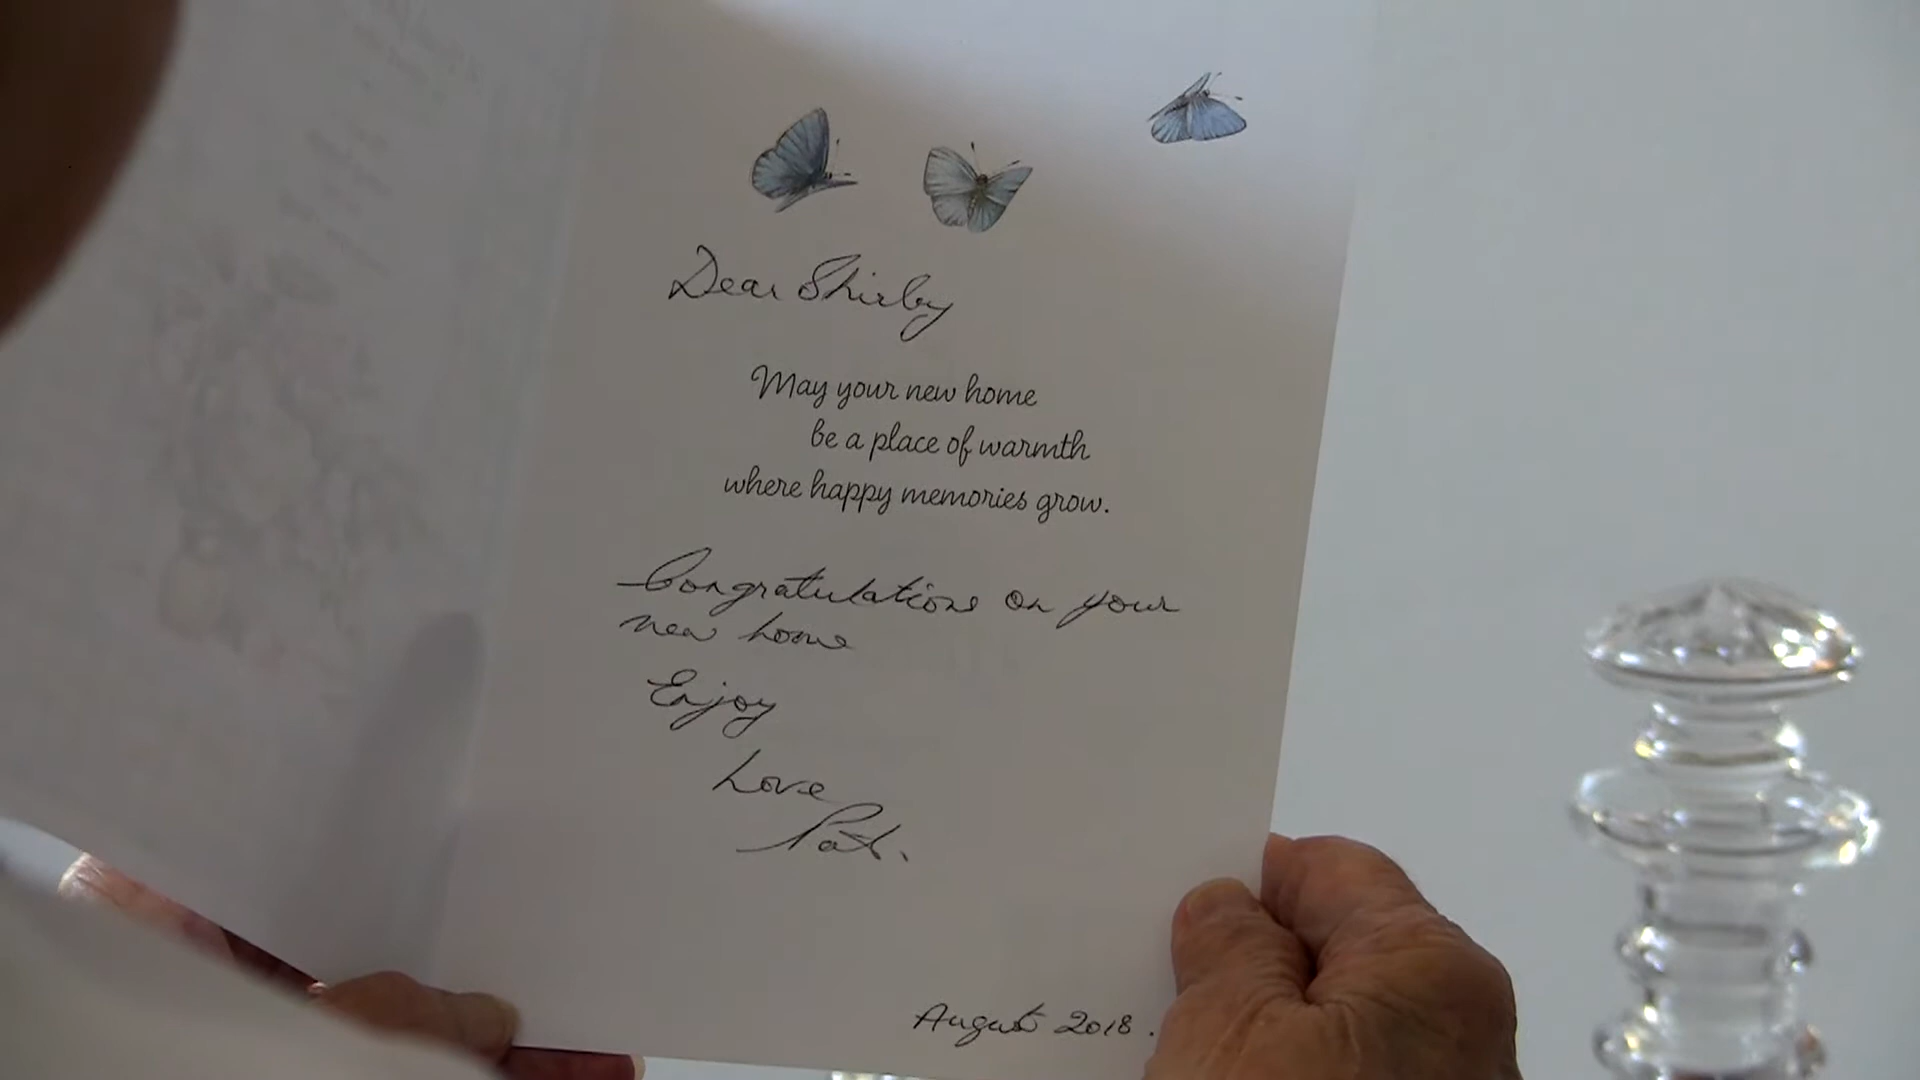 Dear Shirley
May your new home
be a place of warmth
where happy memories grow.
Congratulations on your
new home
Enjoy
Love
Pat.
August 2018.